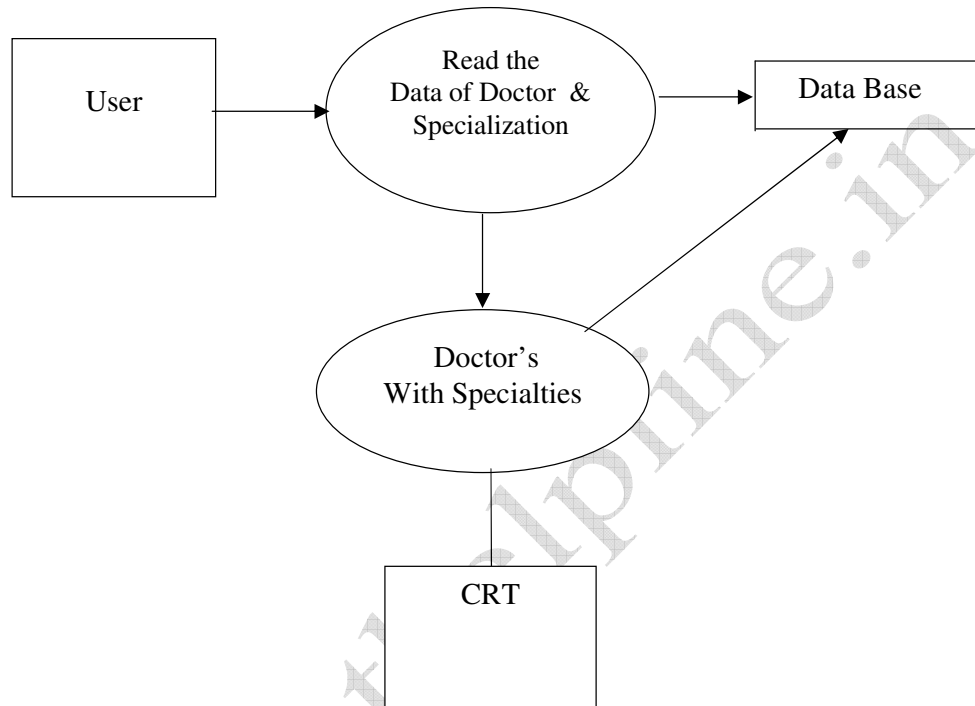 User
Read the
Data of Doctor &
Specialization
Data Base
Doctor's
With Specialties
CRT